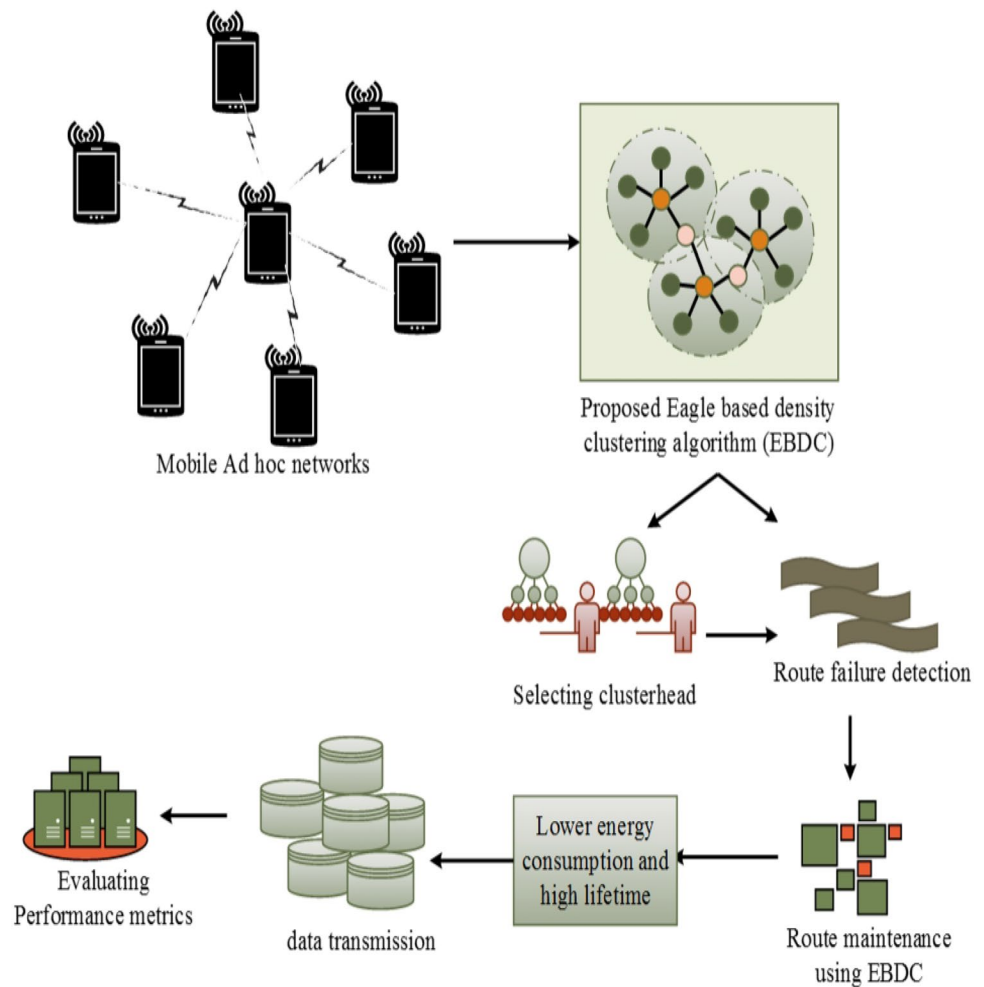 Mobile Ad hoc networks
Proposed Eagle based density
clustering algorithm (EBDC)
Selecting clusterhead
Route failure detection
Route maintenance
using EBDC
Lower energy
consumption and
high lifetime
data transmission
Evaluating
Performance metrics